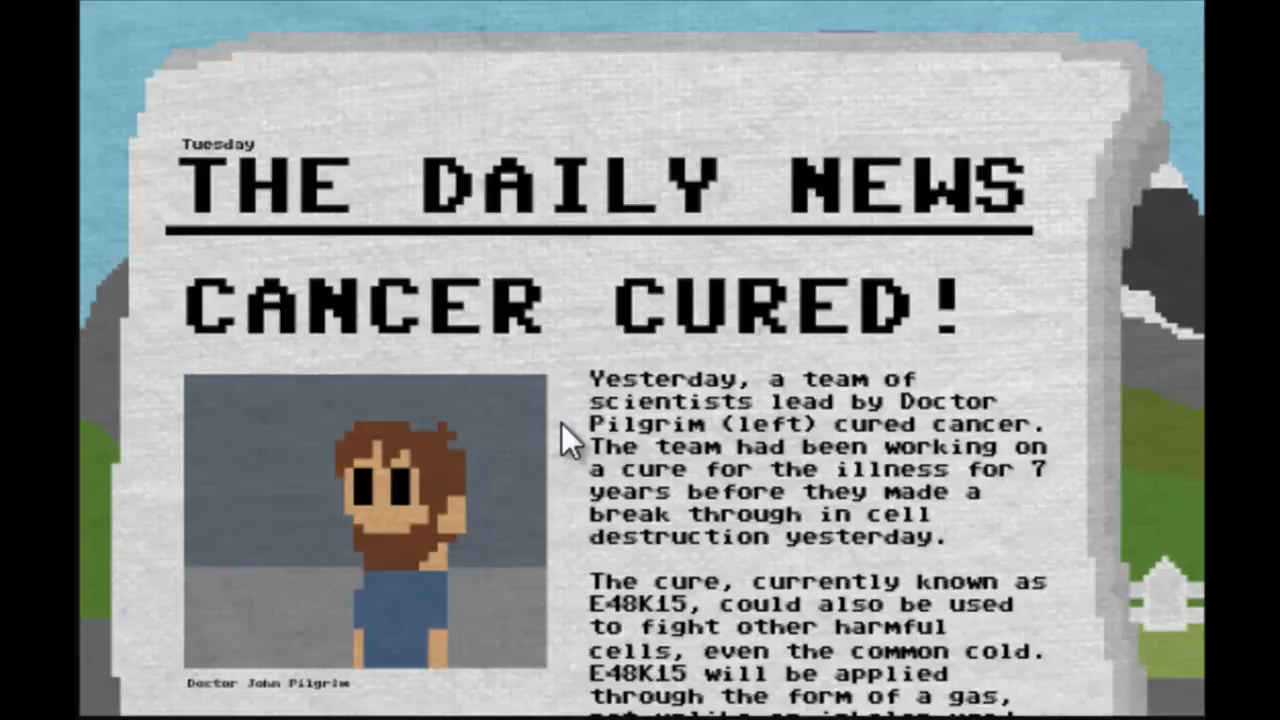 Tuesday
THE DAILY NEWS
CANCER CURED!
Yesterday, a team of
scientists lead by Doctor
Pilgrim (left) cured cancer.
The team had been working on
a cure for the illness for 7
years before they made a
break through in cell
destruction yesterday.
The cure, currently known as
E48K15, could also be used
to fight other harmful
cells, even the common cold.
E48K15 will be applied
through the form of a gas,
Doctor John Pilgrim